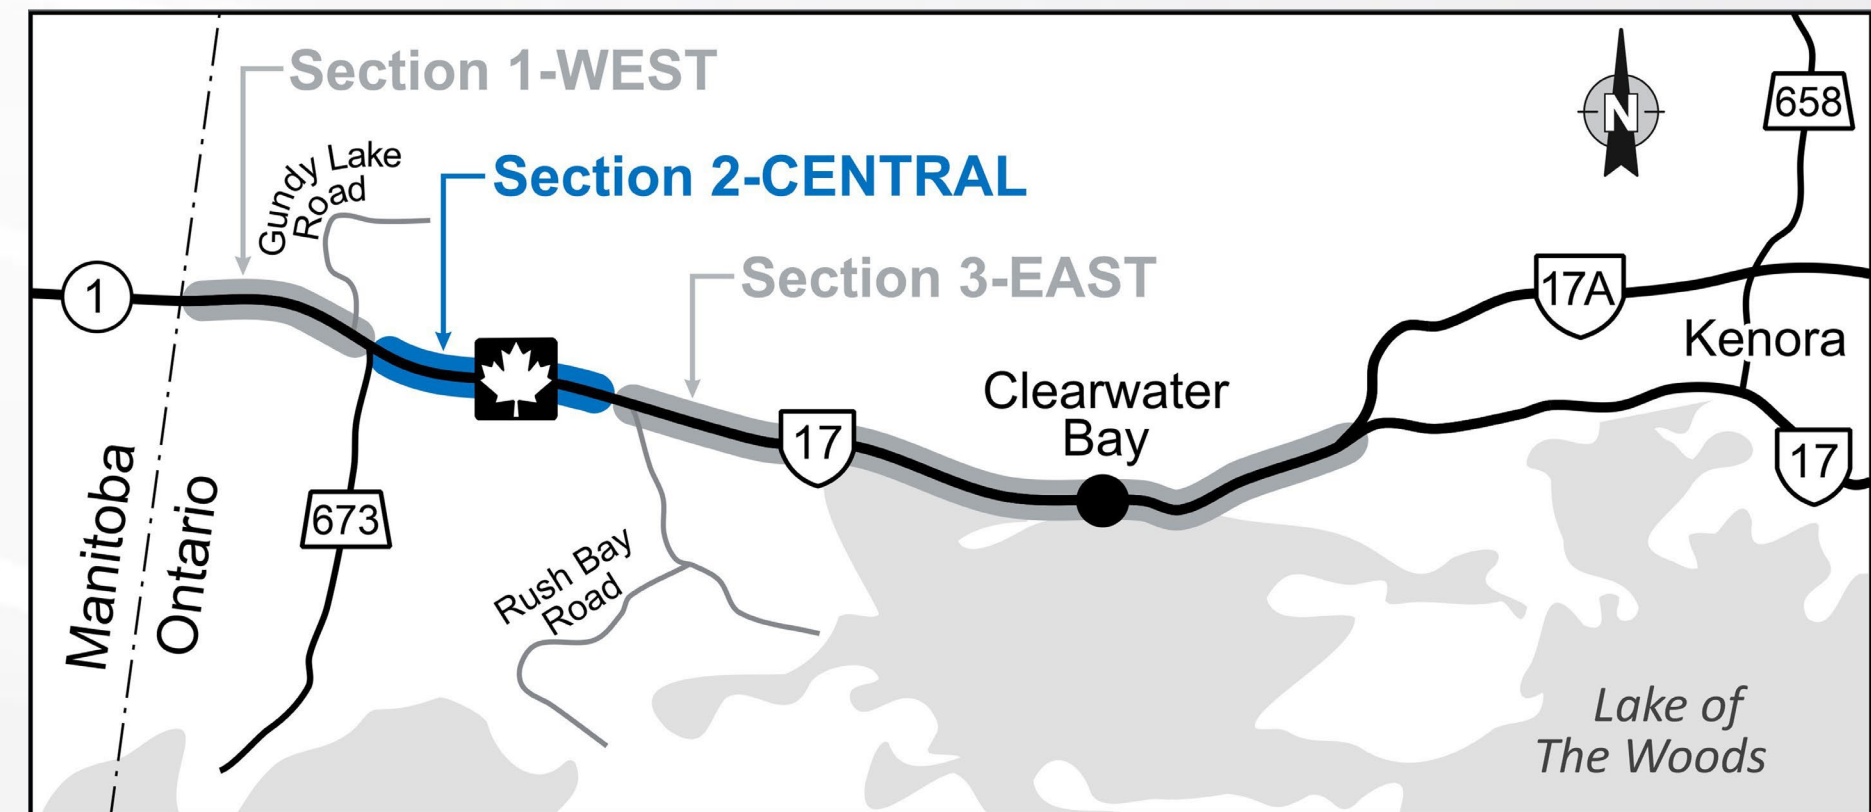 Section 1-WEST
N
658
Gundy Lake
Road
Section 2-CENTRAL
Section 3-EAST
1
17A
Kenora
Clearwater
Bay
17
17
Manitoba
Ontario
673
Rush Bay
Road
Lake of
The Woods